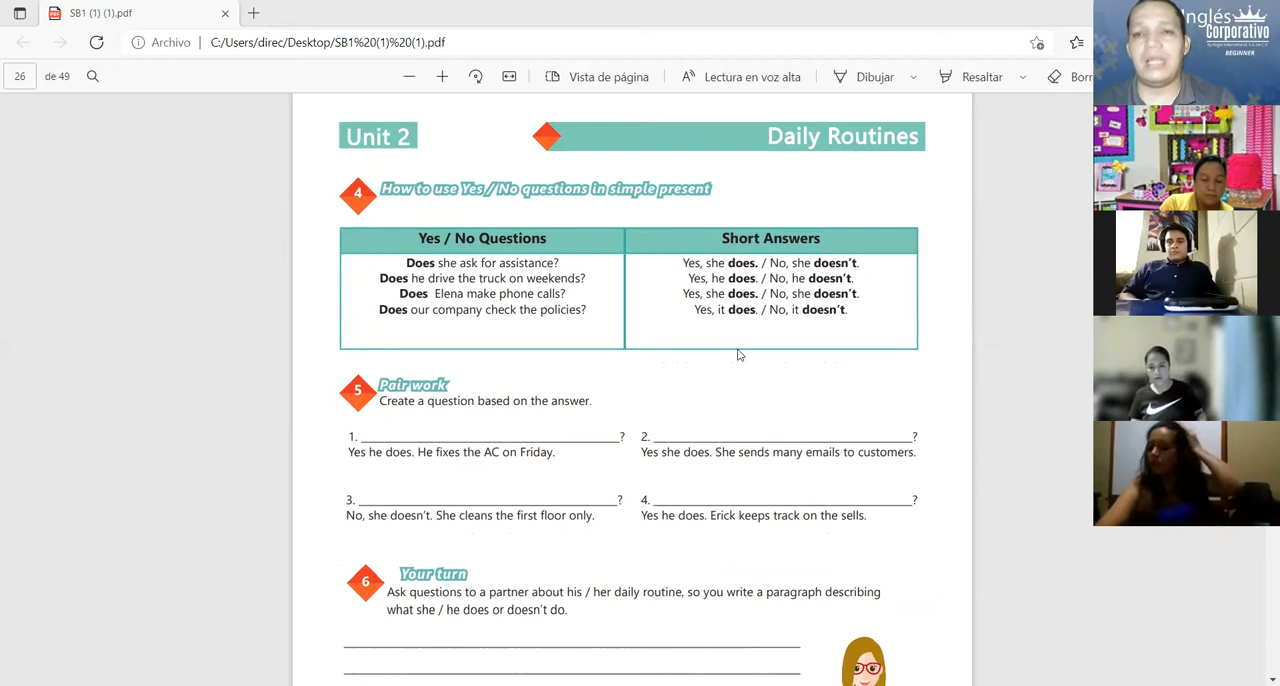 SB1 (1) (1).pdf
Archivo
C:/Users/direc/Desktop/SB1%20(1)%20(1).pdf
26
de 49
Vista de página
Lectura en voz alta
Dibujar
Resaltar
Borr
Inglés
Corporativo
BEGINNER
Unit 2
Daily Routines
4
How to use Yes / No questions in simple present
Yes / No Questions
Short Answers
Does she ask for assistance?
Yes, she does. / No, she doesn't.
Does he drive the truck on weekends?
Yes, he does. / No, he doesn't.
Does Elena make phone calls?
Yes, she does. / No, she doesn't.
Does our company check the policies?
Yes, it does. / No, it doesn't.
5
Pair work
Create a question based on the answer.
1. ______________________________?
2. ______________________________?
Yes he does. He fixes the AC on Friday.
Yes she does. She sends many emails to customers.
3. ______________________________?
4. ______________________________?
No, she doesn't. She cleans the first floor only.
Yes he does. Erick keeps track on the sells.
6
Your turn
Ask questions to a partner about his / her daily routine, so you write a paragraph describing
what she / he does or doesn't do.